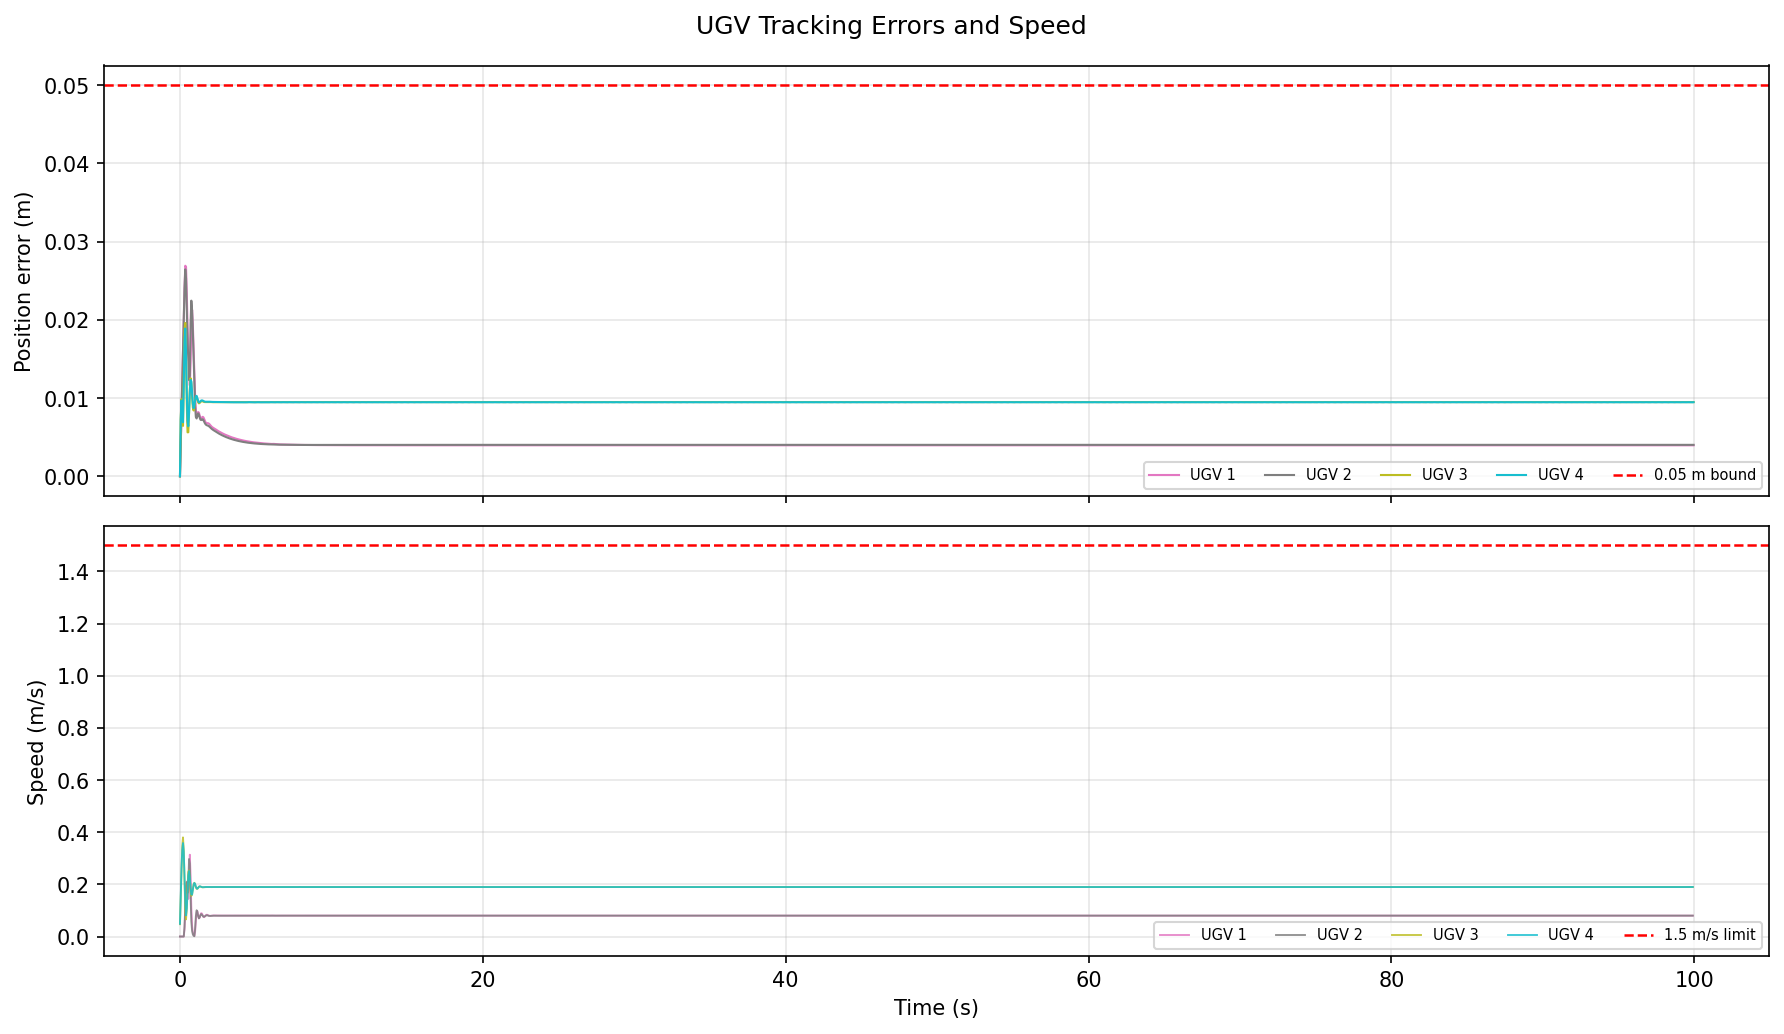 UGV Tracking Errors and Speed
0.05
0.04
0.03
0.02
0.01
0.00
Position error (m)
UGV 1 UGV 2 UGV 3 UGV 4 0.05 m bound
1.4
1.2
1.0
0.8
0.6
0.4
0.2
0.0
Speed (m/s)
UGV 1 UGV 2 UGV 3 UGV 4 1.5 m/s limit
0 20 40 60 80 100
Time (s)